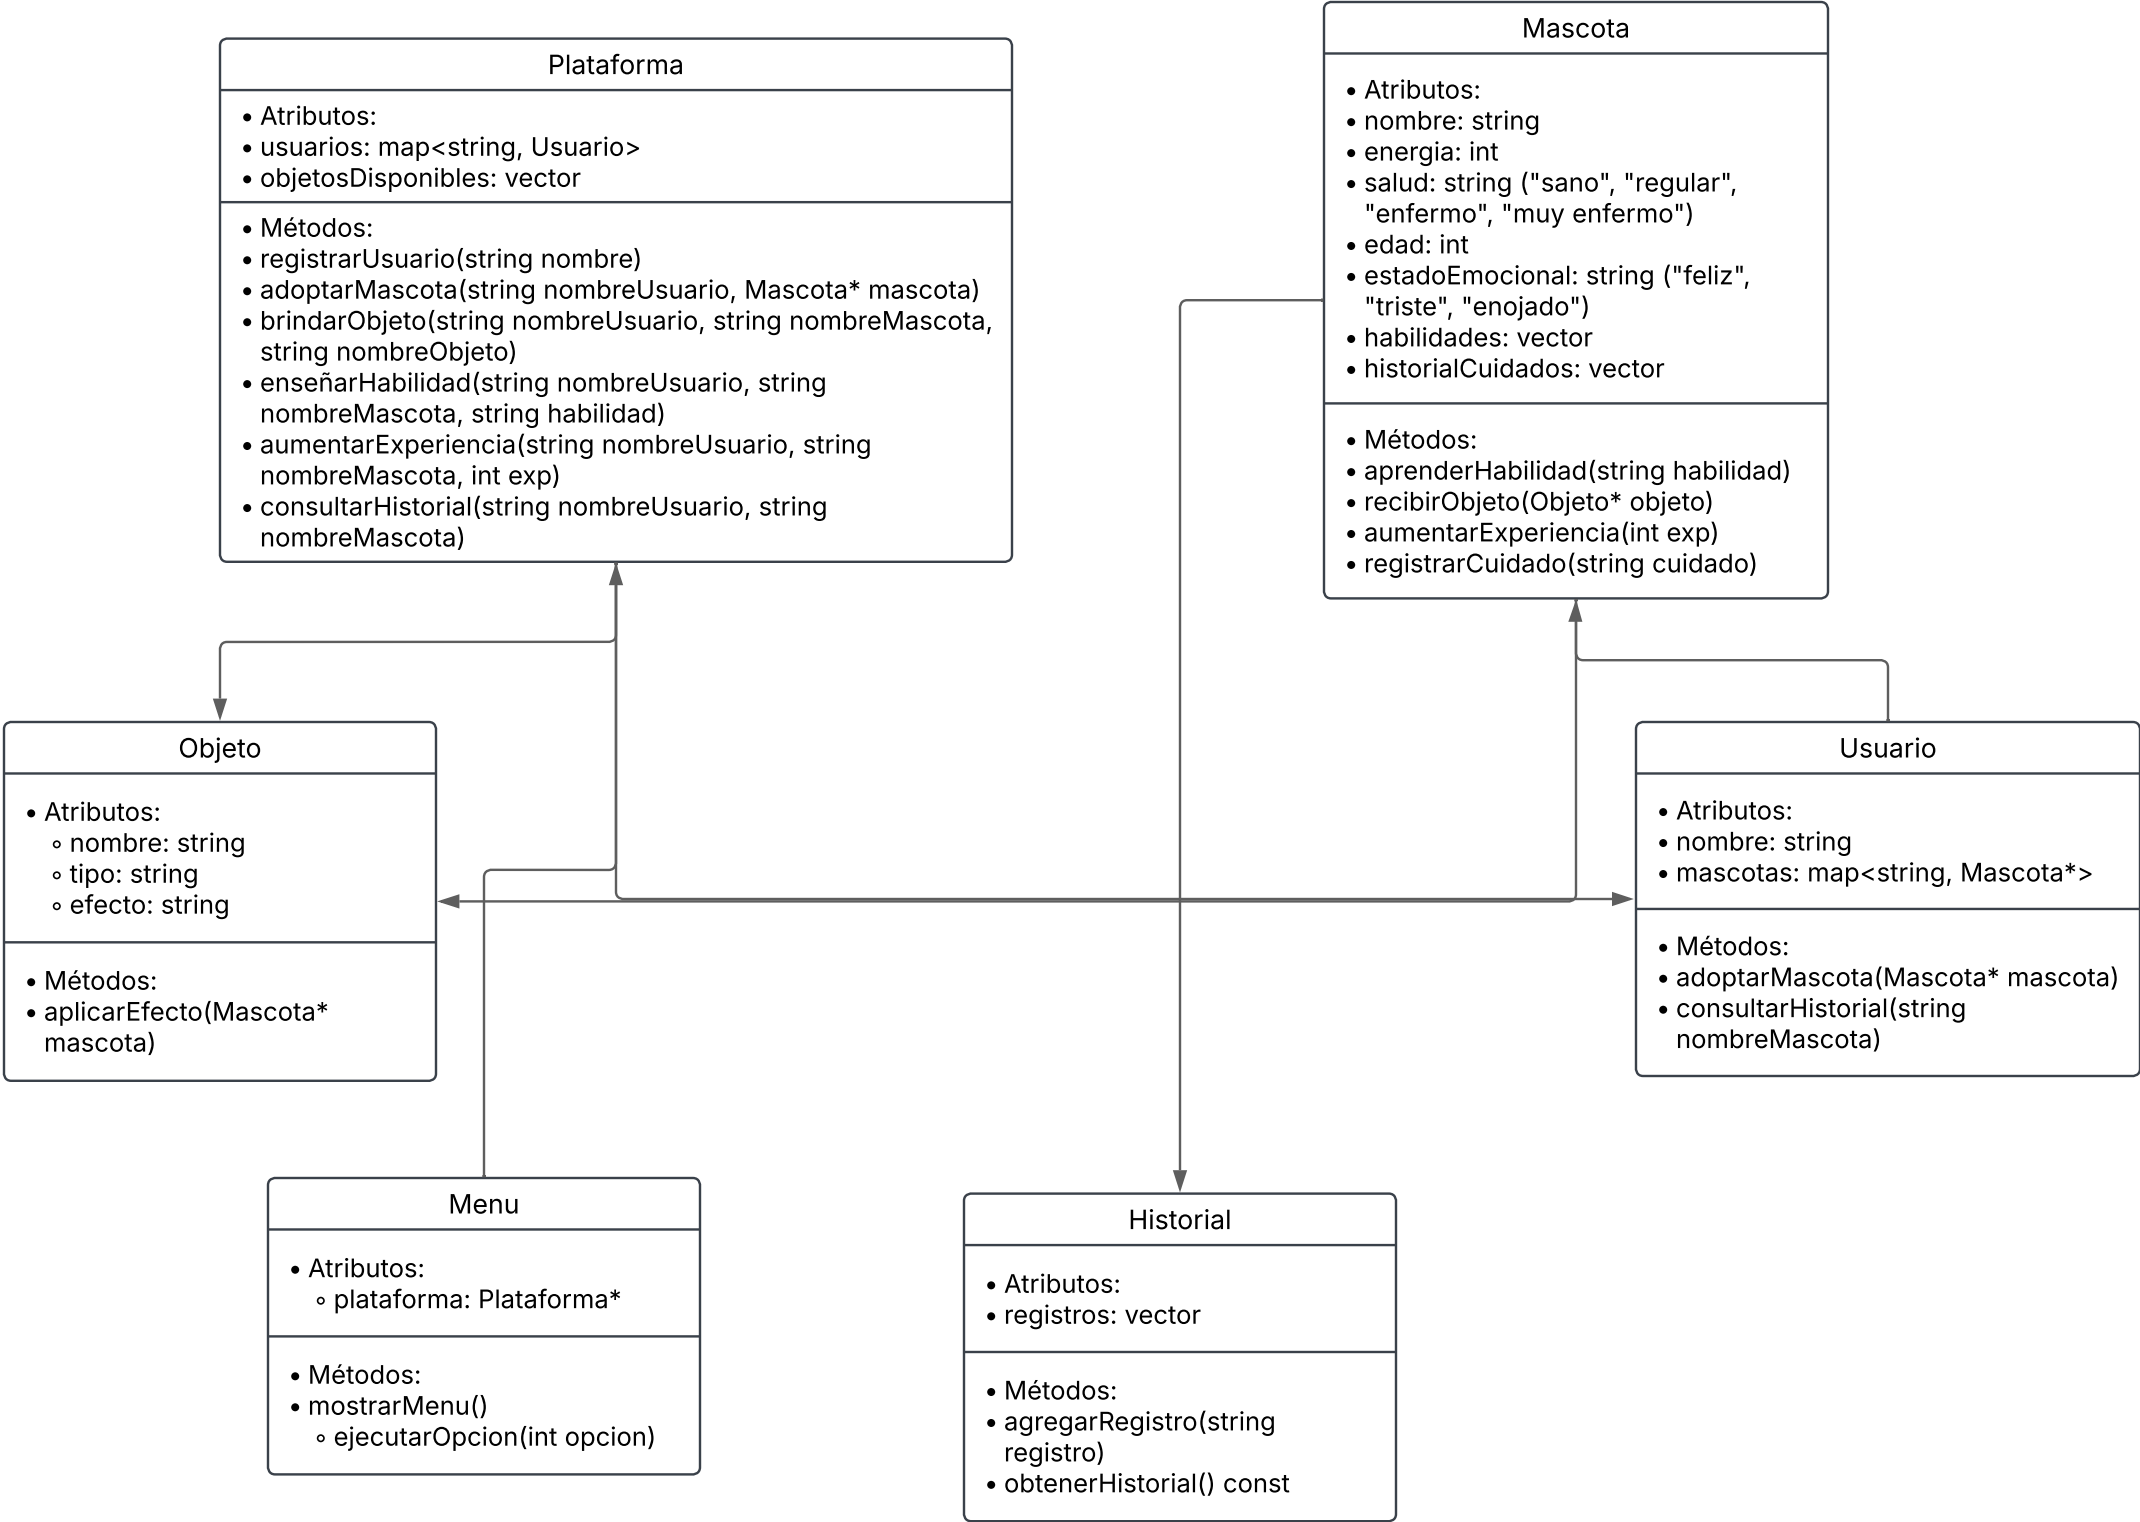 Plataforma
• Atributos:
• usuarios: map<string, Usuario>
• objetosDisponibles: vector
• Métodos:
• registrarUsuario(string nombre)
• adoptarMascota(string nombreUsuario, Mascota* mascota)
• brindarObjeto(string nombreUsuario, string nombreMascota,
string nombreObjeto)
• enseñarHabilidad(string nombreUsuario, string
nombreMascota, string habilidad)
• aumentarExperiencia(string nombreUsuario, string
nombreMascota, int exp)
• consultarHistorial(string nombreUsuario, string
nombreMascota)
Mascota
• Atributos:
• nombre: string
• energia: int
• salud: string ("sano", "regular",
"enfermo", "muy enfermo")
• edad: int
• estadoEmocional: string ("feliz",
"triste", "enojado")
• habilidades: vector
• historialCuidados: vector
• Métodos:
• aprenderHabilidad(string habilidad)
• recibirObjeto(Objeto* objeto)
• aumentarExperiencia(int exp)
• registrarCuidado(string cuidado)
Objeto
• Atributos:
◦ nombre: string
◦ tipo: string
◦ efecto: string
• Métodos:
• aplicarEfecto(Mascota*
mascota)
Usuario
• Atributos:
• nombre: string
• mascotas: map<string, Mascota*>
• Métodos:
• adoptarMascota(Mascota* mascota)
• consultarHistorial(string
nombreMascota)
Menu
• Atributos:
◦ plataforma: Plataforma*
• Métodos:
• mostrarMenu()
◦ ejecutarOpcion(int opcion)
Historial
• Atributos:
• registros: vector
• Métodos:
• agregarRegistro(string
registro)
• obtenerHistorial() const